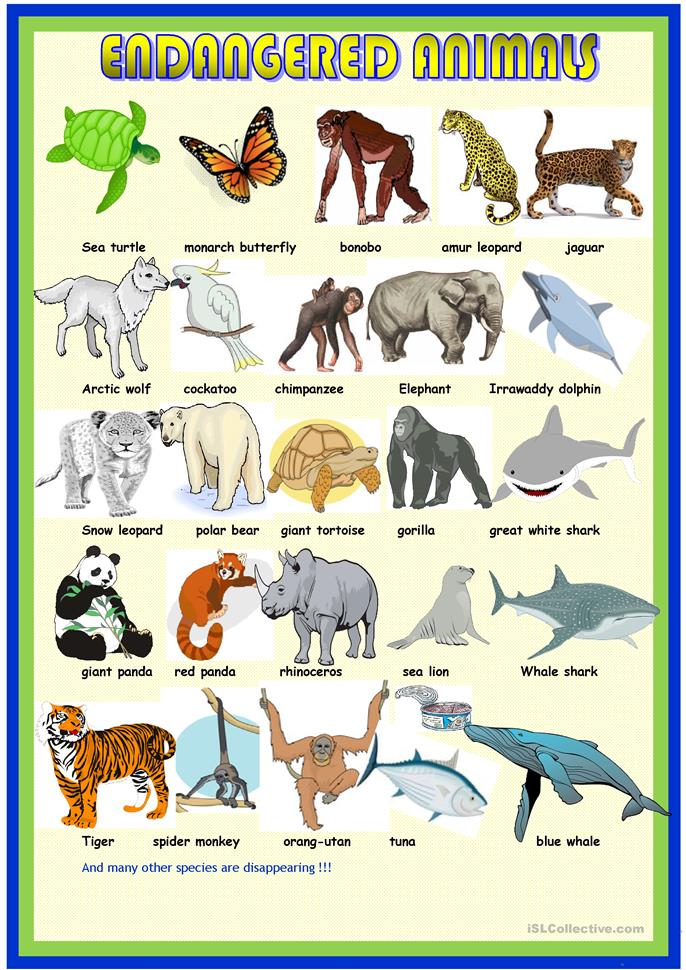 ENDANGERED ANIMALS
Sea turtle monarch butterfly bonobo amur leopard jaguar
Arctic wolf cockatoo chimpanzee Elephant Irrawaddy dolphin
Snow leopard polar bear giant tortoise gorilla great white shark
giant panda red panda rhinoceros sea lion Whale shark
Tiger spider monkey orang-utan tuna blue whale
And many other species are disappearing !!!
iSLCollective.com